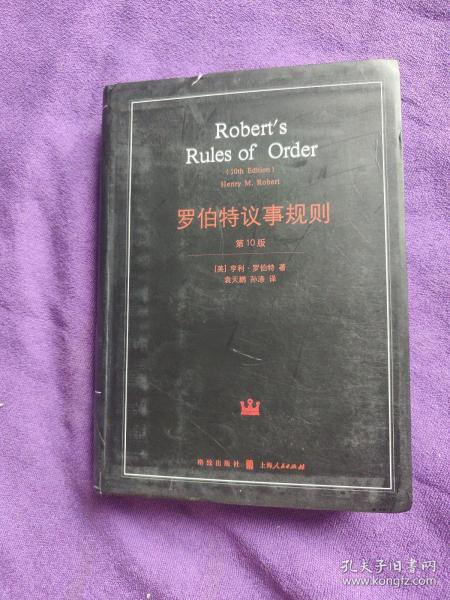 Robert's
Rules of Order
(10th Edition)
Henry M. Robert
罗伯特议事规则
第10版
[美] 亨利·罗伯特 著
袁天鹏 孙涤 译
格致出版社 上海人民出版社
孔夫子旧书网
www.kongfz.com